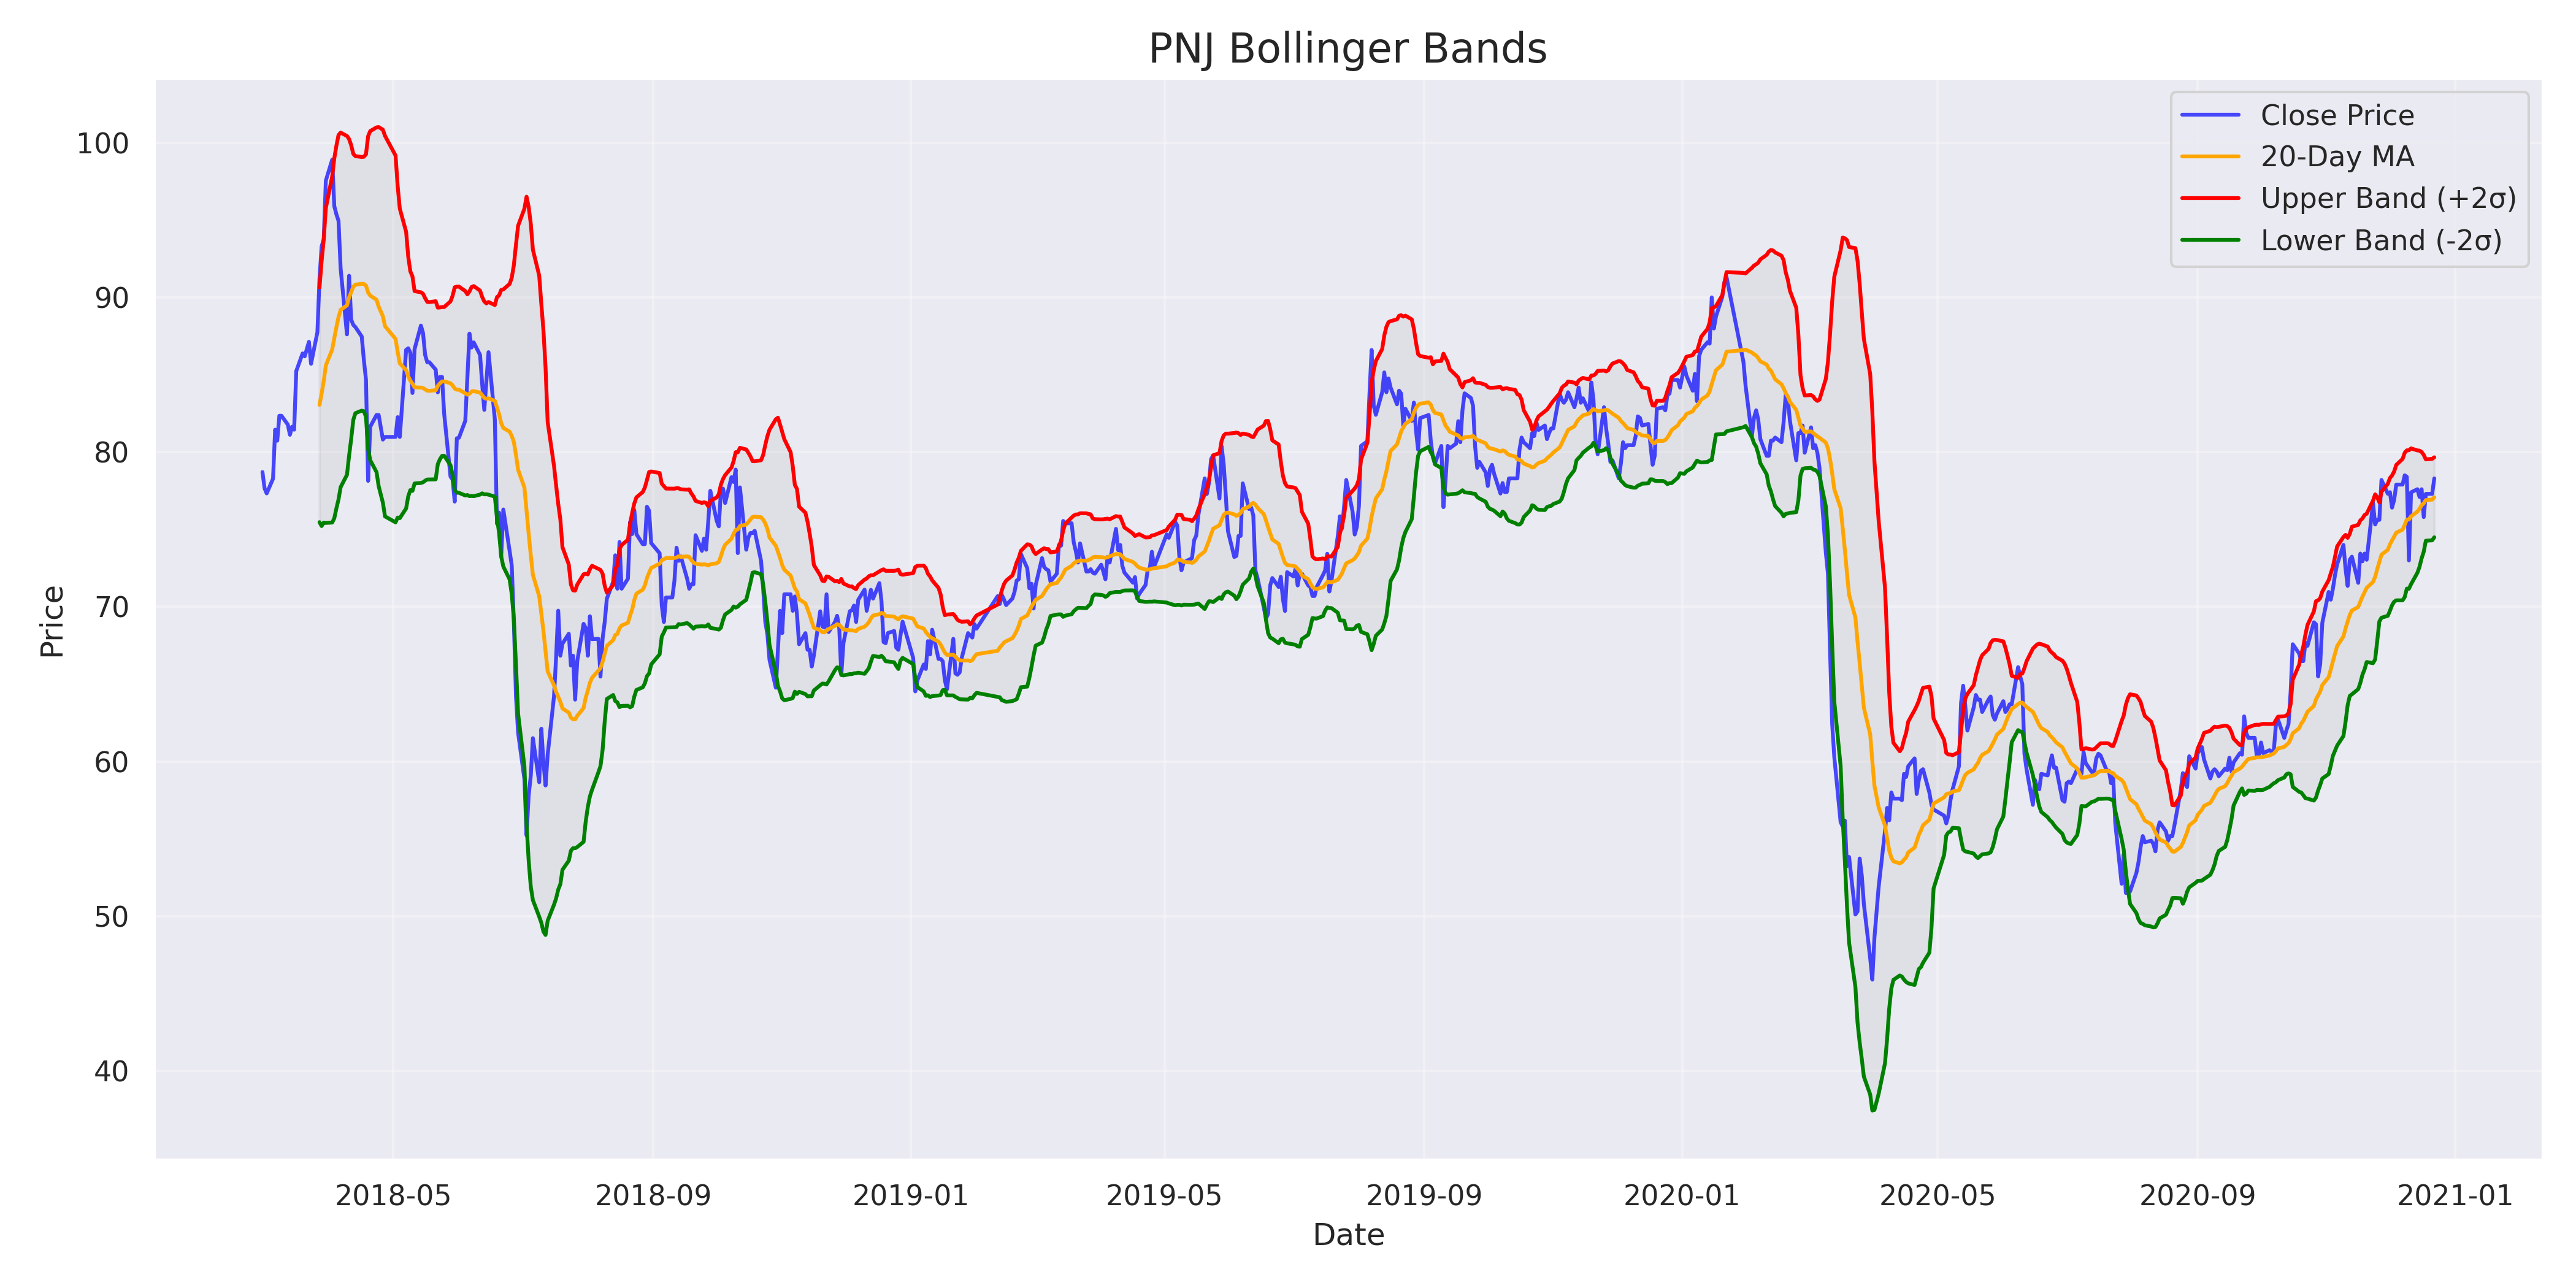 PNJ Bollinger Bands
Close Price
20-Day MA
Upper Band (+2σ)
Lower Band (-2σ)
Price
100
90
80
70
60
50
40
2018-05
2018-09
2019-01
2019-05
2019-09
2020-01
2020-05
2020-09
2021-01
Date